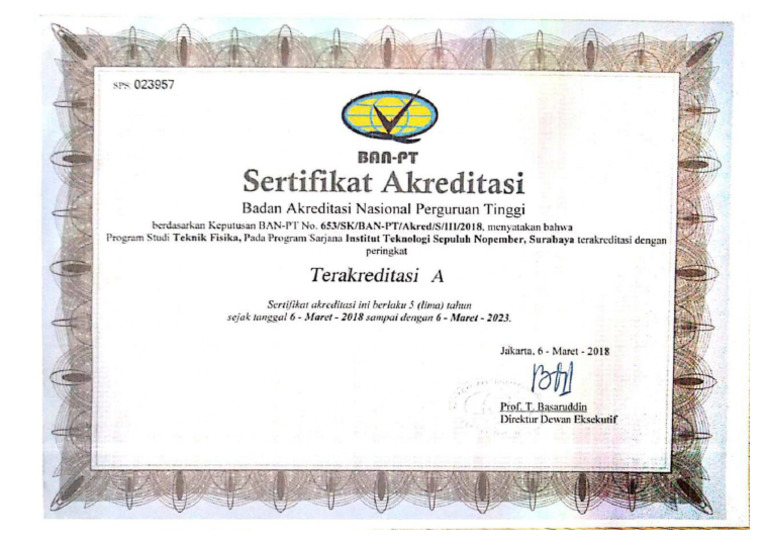 SPS: 023957
BAN-PT
Sertifikat Akreditasi
Badan Akreditasi Nasional Perguruan Tinggi
berdasarkan Keputusan BAN-PT No. 653/SK/BAN-PT/Akred/S/III/2018, menyatakan bahwa
Program Studi Teknik Fisika, Pada Program Sarjana Institut Teknologi Sepuluh Nopember, Surabaya terakreditasi dengan
peringkat
Terakreditasi A
Sertifikat akreditasi ini berlaku 5 (lima) tahun
sejak tanggal 6 - Maret - 2018 sampai dengan 6 - Maret - 2023.
Jakarta, 6 - Maret - 2018
Prof. T. Basaruddin
Direktur Dewan Eksekutif